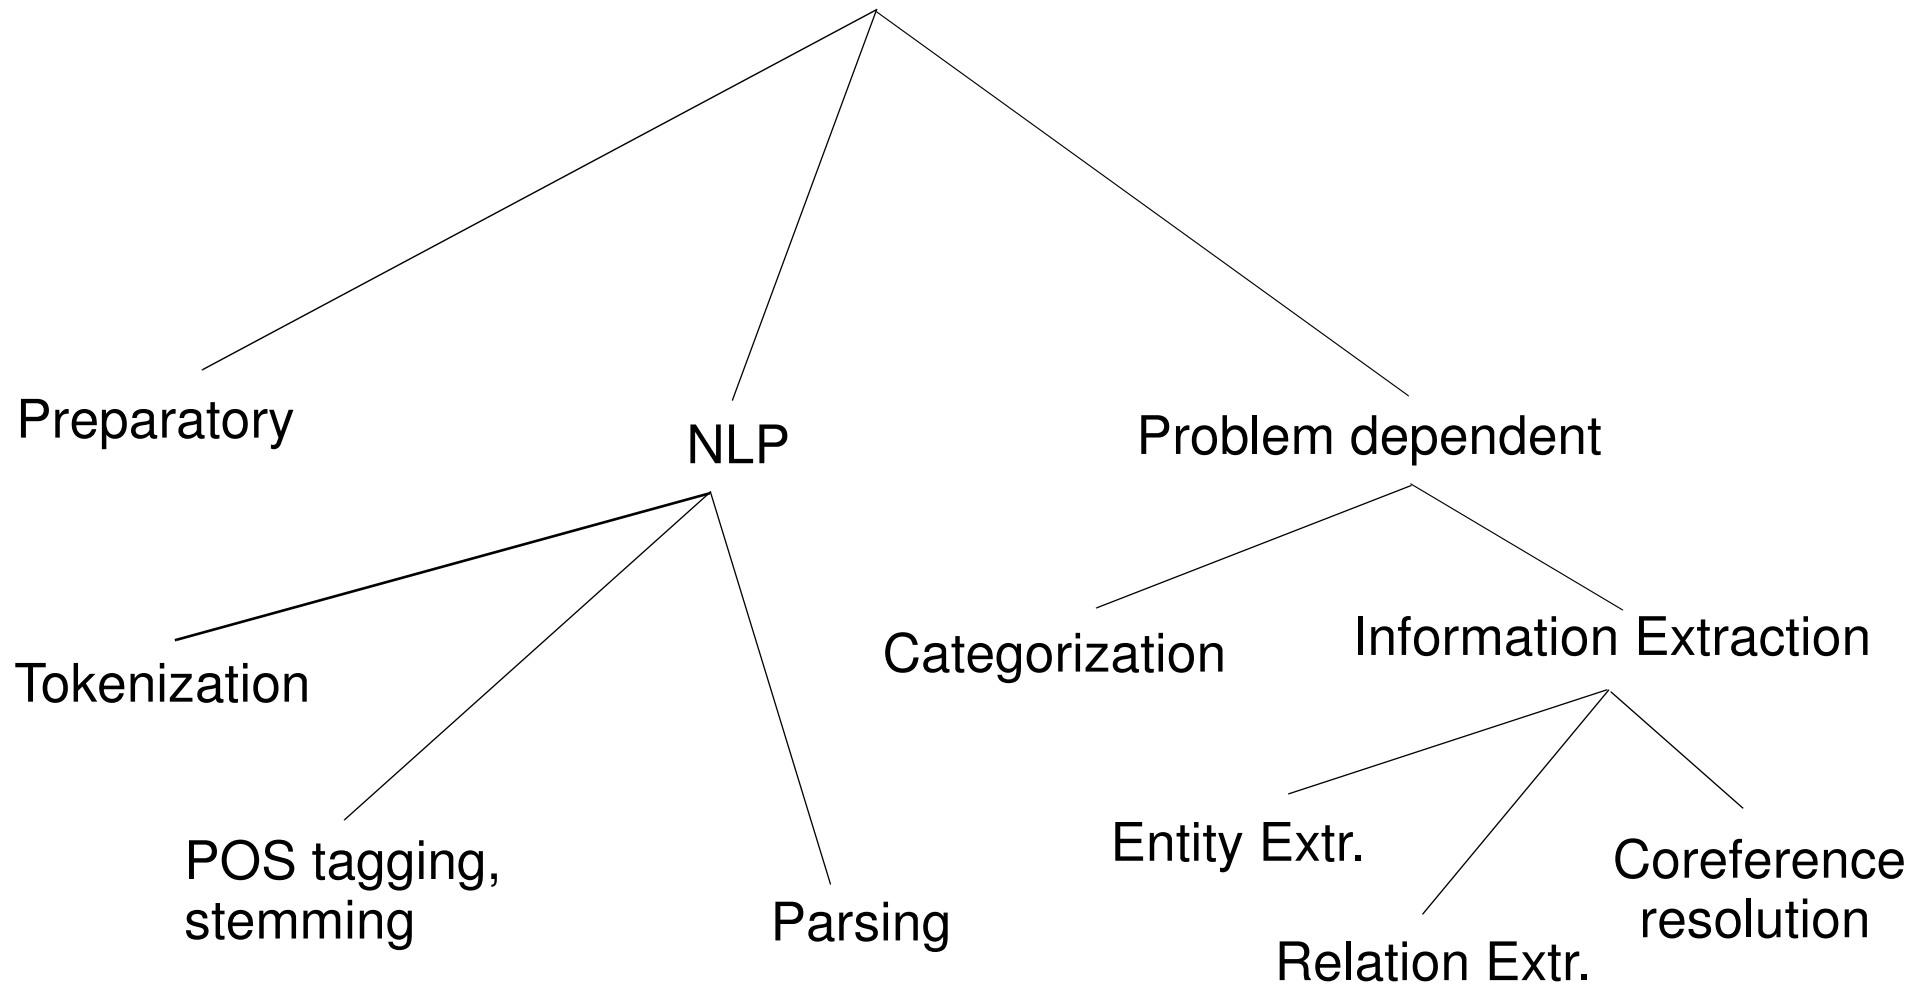 Preparatory
NLP
Problem dependent
Tokenization
Categorization
Information Extraction
POS tagging,
stemming
Parsing
Entity Extr.
Relation Extr.
Coreference
resolution